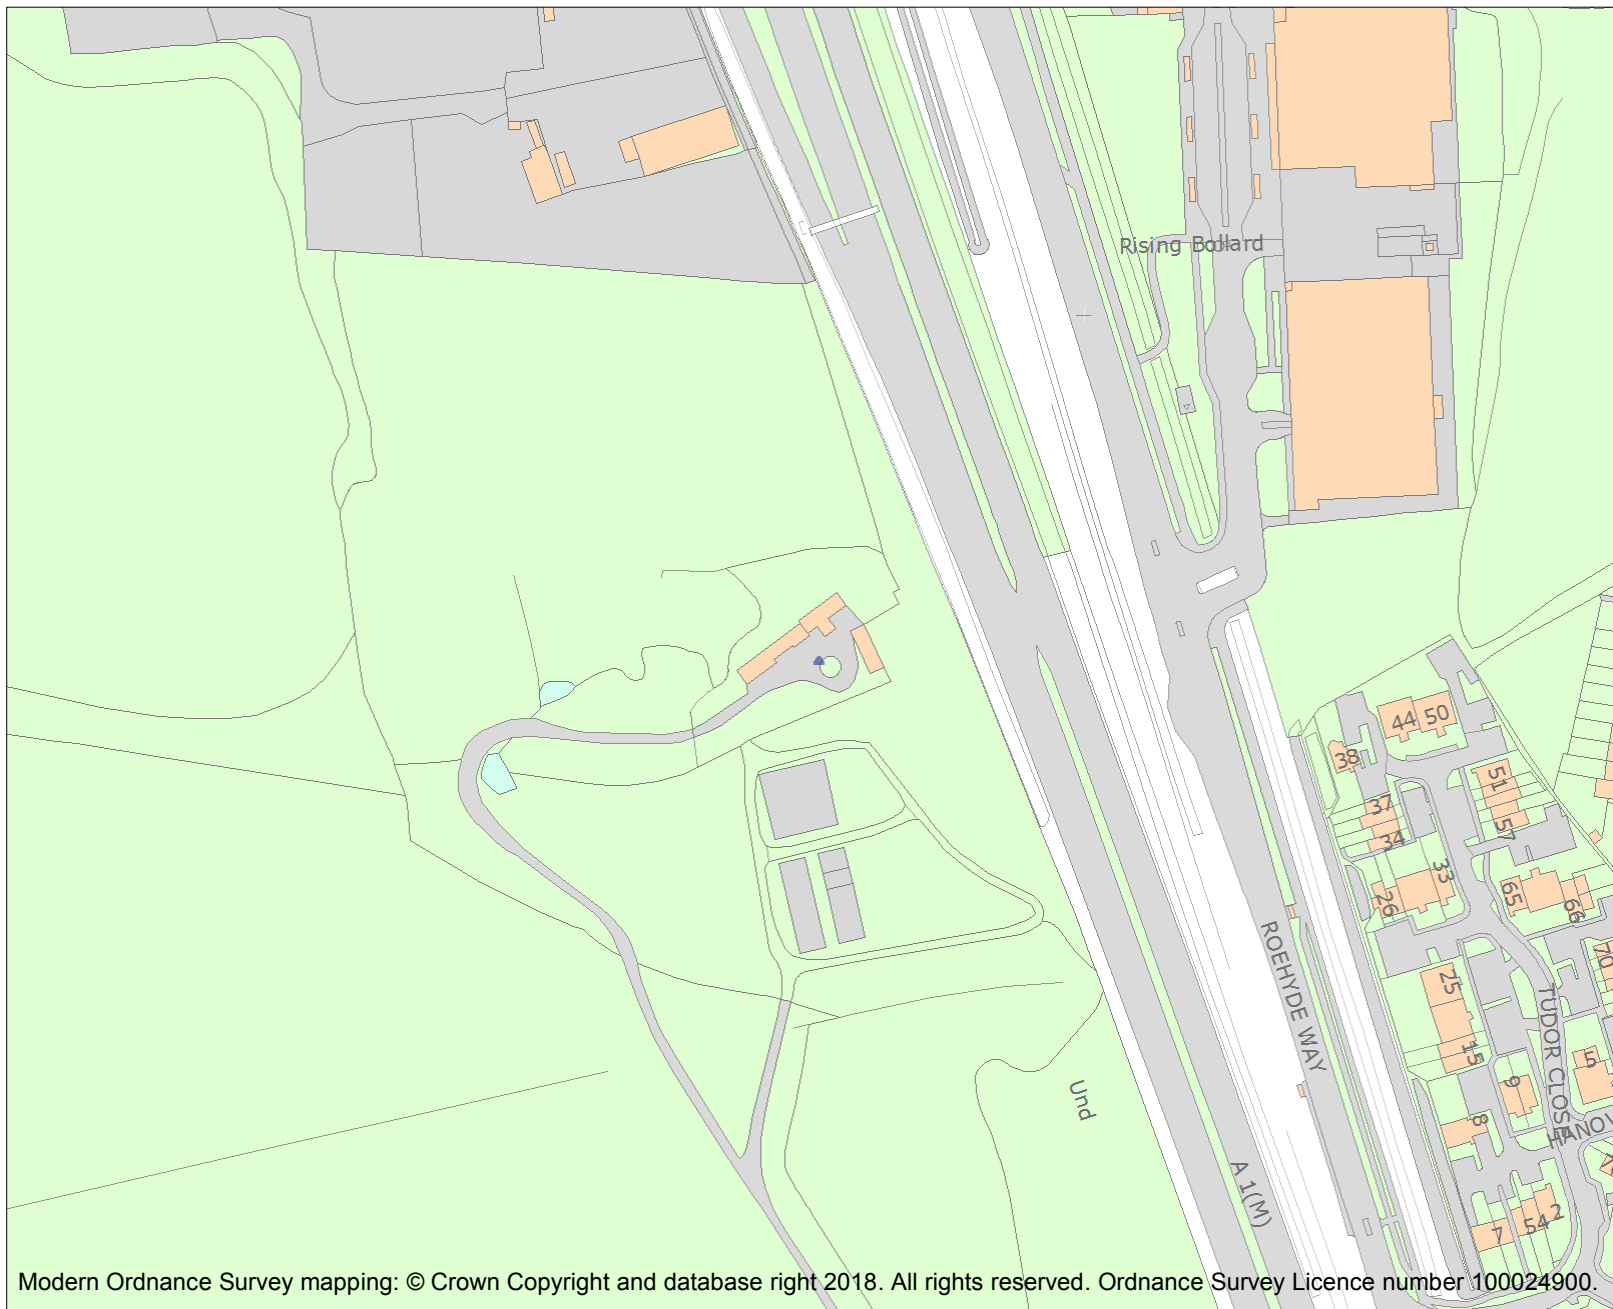 Rising Bollard
44
50
38
51
37
57
34
33
26
65
66
70
ROEHYDE WAY
25
TUDOR CLOSE
15
5
9
Und
8
HANOV
A 1(M)
2
54
7
Modern Ordnance Survey mapping: © Crown Copyright and database right 2018. All rights reserved. Ordnance Survey Licence number 100024900.